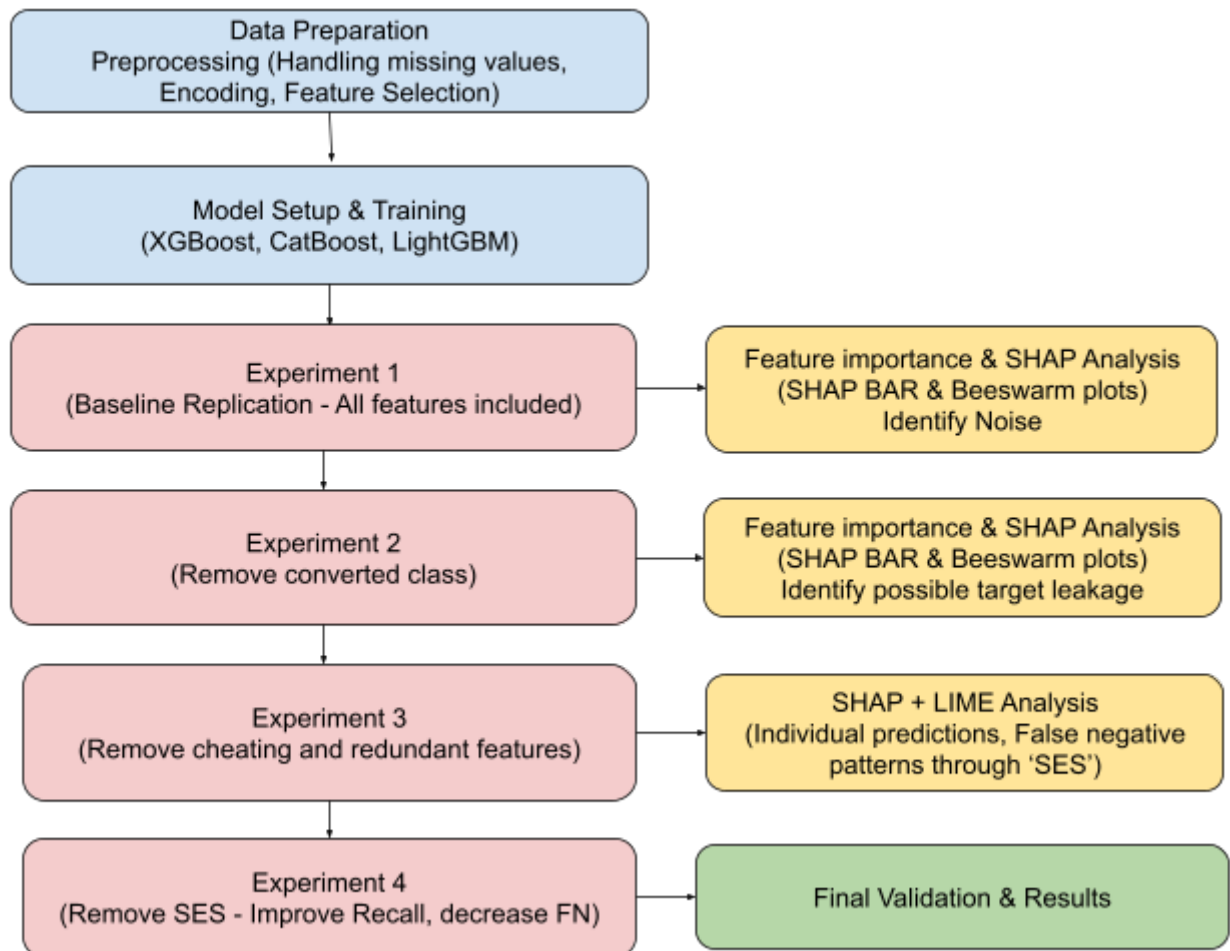 Data Preparation
Preprocessing (Handling missing values,
Encoding, Feature Selection)
Model Setup & Training
(XGBoost, CatBoost, LightGBM)
Experiment 1
(Baseline Replication - All features included)
Feature importance & SHAP Analysis
(SHAP BAR & Beeswarm plots)
Identify Noise
Experiment 2
(Remove converted class)
Feature importance & SHAP Analysis
(SHAP BAR & Beeswarm plots)
Identify possible target leakage
Experiment 3
(Remove cheating and redundant features)
SHAP + LIME Analysis
(Individual predictions, False negative
patterns through ‘SES’)
Experiment 4
(Remove SES - Improve Recall, decrease FN)
Final Validation & Results